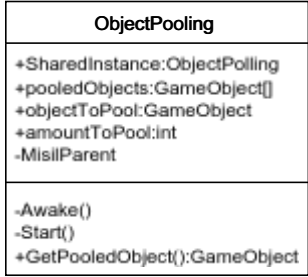 ObjectPooling
+SharedInstance:ObjectPolling
+pooledObjects:GameObject[]
+objectToPool:GameObject
+amountToPool:int
-MisilParent
-Awake()
-Start()
+GetPooledObject():GameObject